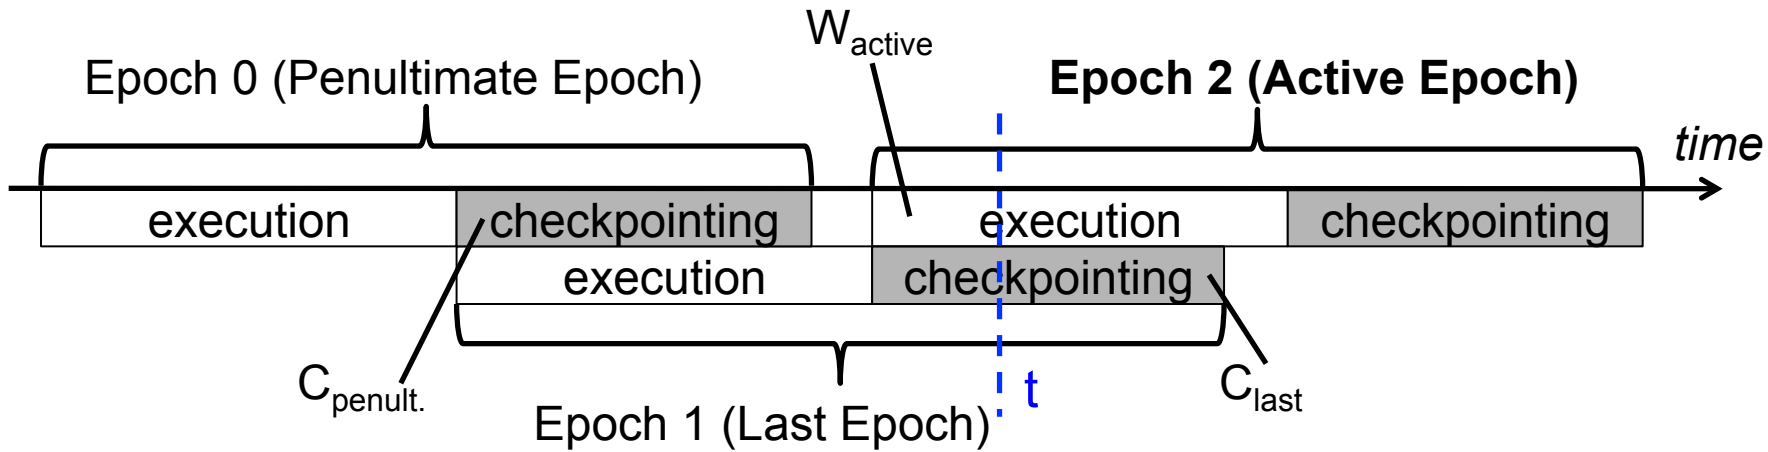 W_active
Epoch 0 (Penultimate Epoch)
Epoch 2 (Active Epoch)
time
execution
checkpointing
execution
checkpointing
execution
checkpointing
C_penult.
t
C_last
Epoch 1 (Last Epoch)